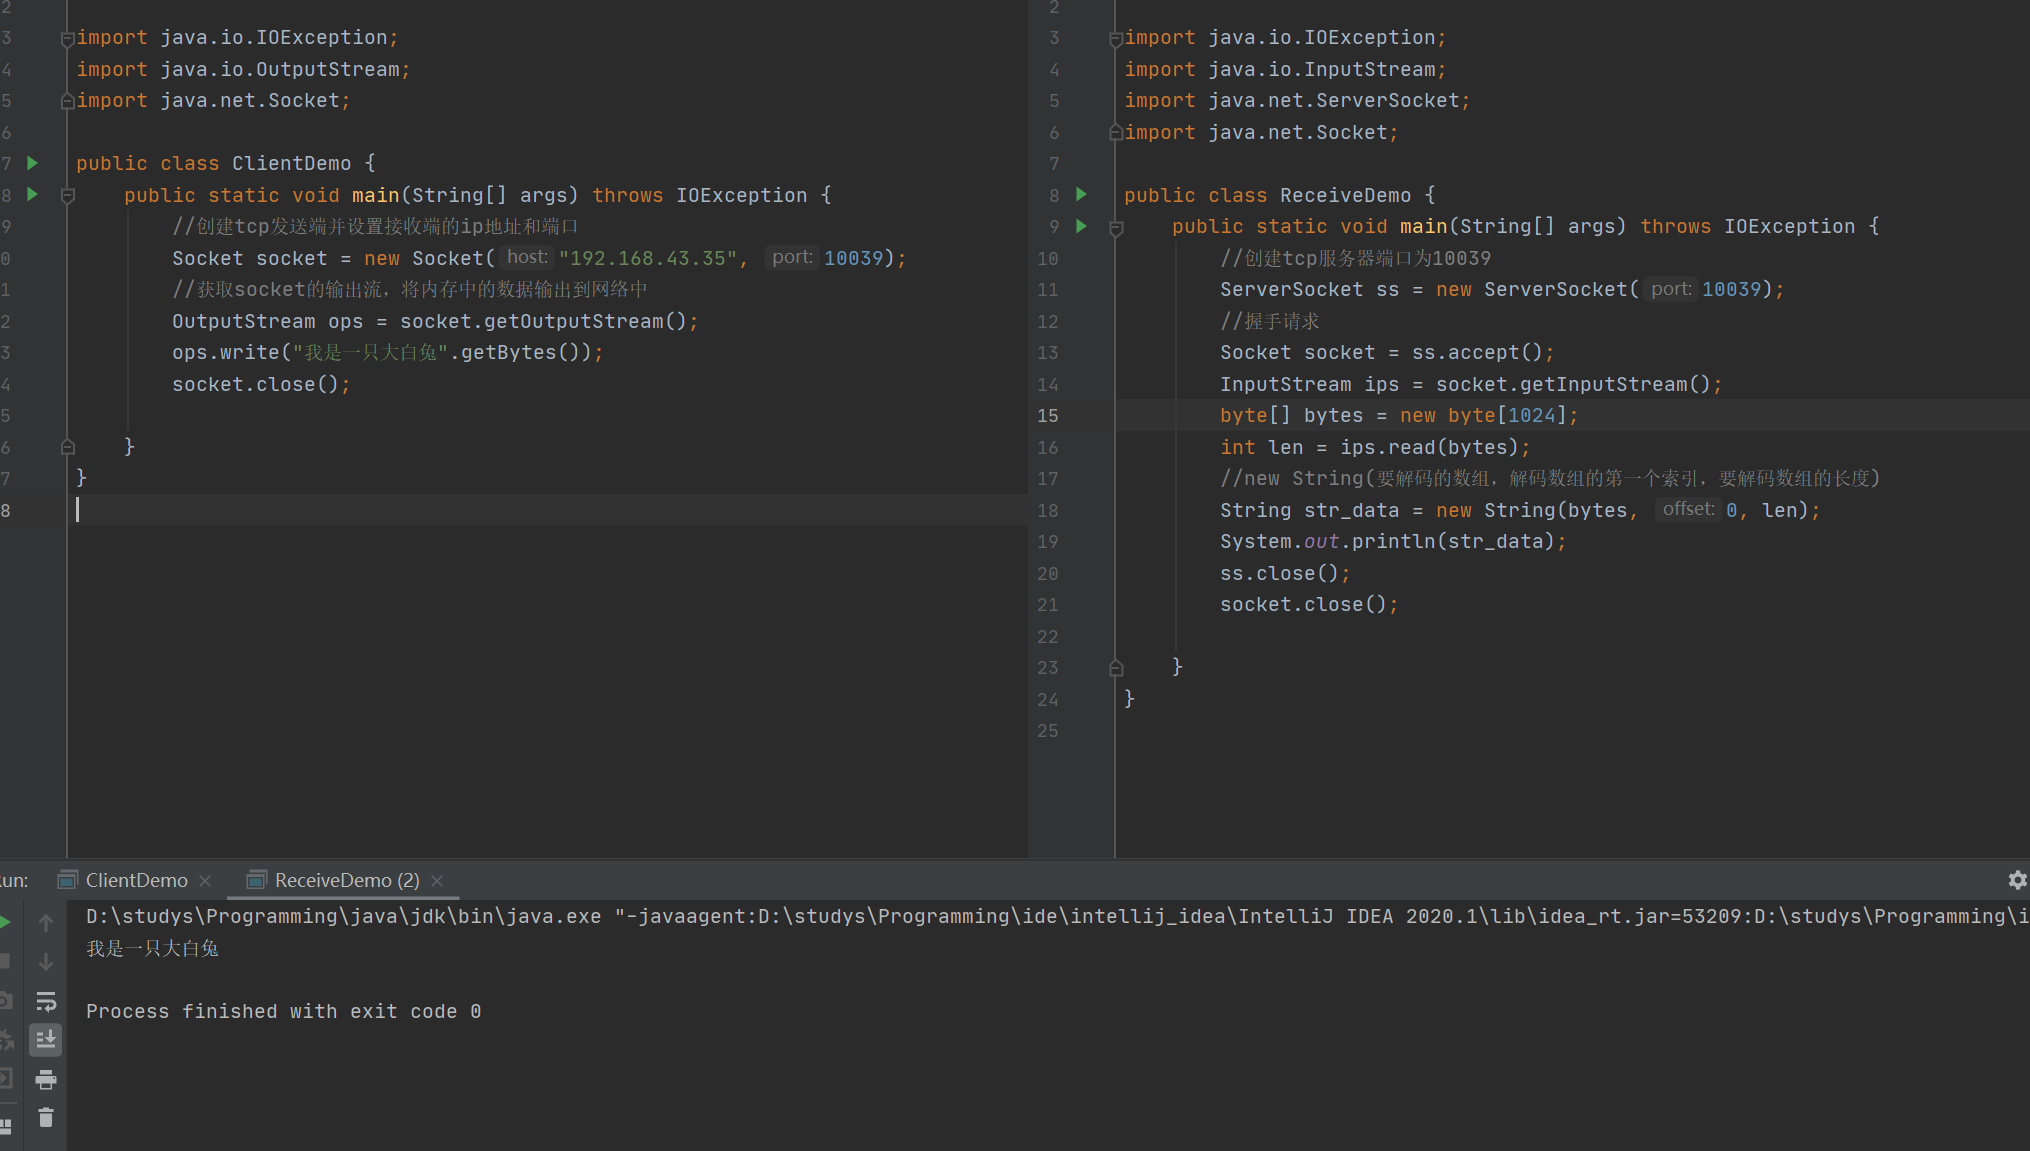 2
3 import java.io.IOException;
4 import java.io.OutputStream;
5 import java.net.Socket;
6
7 public class ClientDemo {
8 public static void main(String[] args) throws IOException {
9 //创建tcp发送端并设置接收端的ip地址和端口
0 Socket socket = new Socket( host: "192.168.43.35", port: 10039);
1 //获取socket的输出流，将内存中的数据输出到网络中
2 OutputStream ops = socket.getOutputStream();
3 ops.write("我是一只大白兔".getBytes());
4 socket.close();
5
6 }
7 }
8
2
3 import java.io.IOException;
4 import java.io.InputStream;
5 import java.net.ServerSocket;
6 import java.net.Socket;
7
8 public class ReceiveDemo {
9 public static void main(String[] args) throws IOException {
10 //创建tcp服务器端口为10039
11 ServerSocket ss = new ServerSocket( port: 10039);
12 //握手请求
13 Socket socket = ss.accept();
14 InputStream ips = socket.getInputStream();
15 byte[] bytes = new byte[1024];
16 int len = ips.read(bytes);
17 //new String(要解码的数组，解码数组的第一个索引，要解码数组的长度)
18 String str_data = new String(bytes, offset: 0, len);
19 System.out.println(str_data);
20 ss.close();
21 socket.close();
22
23 }
24 }
25
un: ClientDemo ReceiveDemo (2)
D:\studys\Programming\java\jdk\bin\java.exe "-javaagent:D:\studys\Programming\ide\intellij_idea\IntelliJ IDEA 2020.1\lib\idea_rt.jar=53209:D:\studys\Programming\i
我是一只大白兔
Process finished with exit code 0